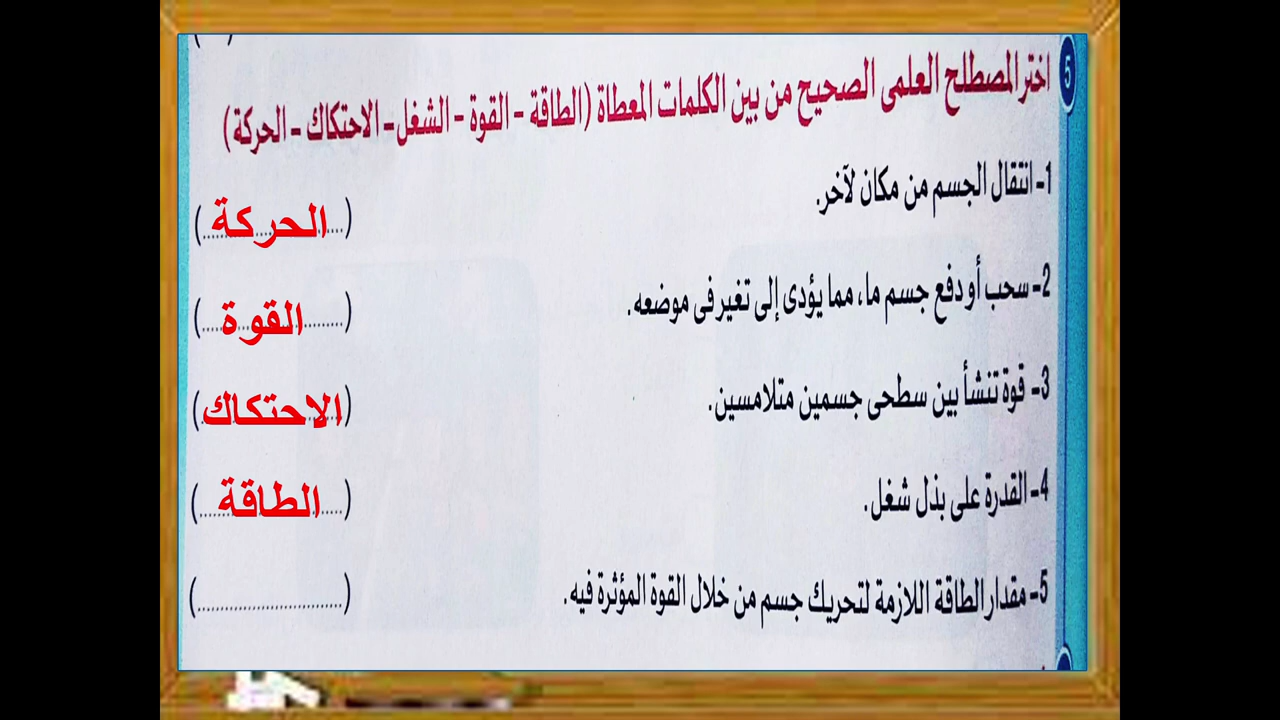 5 اختر المصطلح العلمى الصحيح من بين الكلمات المعطاة (الطاقة - القوة - الشغل - الاحتكاك - الحركة)
1- انتقال الجسم من مكان لآخر. (الحركة)
2- سحب أو دفع جسم ما، مما يؤدى إلى تغير فى موضعه. (القوة)
3- قوة تنشأ بين سطحى جسمين متلامسين. (الاحتكاك)
4- القدرة على بذل شغل. (الطاقة)
5- مقدار الطاقة اللازمة لتحريك جسم من خلال القوة المؤثرة فيه. (..............................)